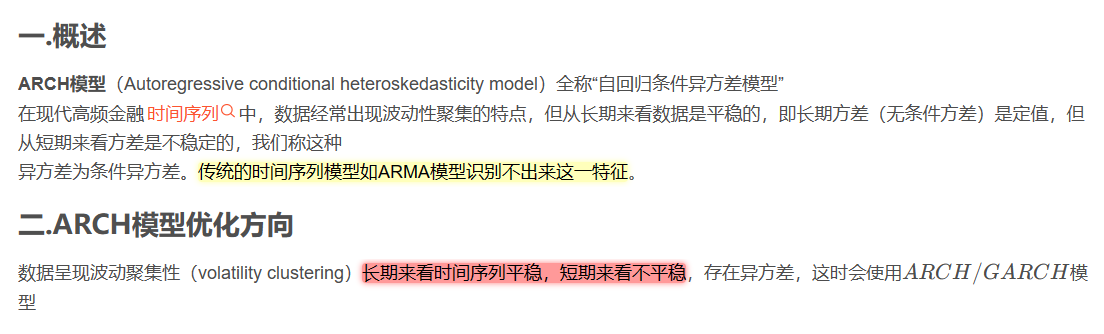 一.概述
ARCH模型（Autoregressive conditional heteroskedasticity model）全称“自回归条件异方差模型”
在现代高频金融时间序列中，数据经常出现波动性聚集的特点，但从长期来看数据是平稳的，即长期方差（无条件方差）是定值，但
从短期来看方差是不稳定的，我们称这种
异方差为条件异方差。传统的时间序列模型如ARMA模型识别不出来这一特征。
二.ARCH模型优化方向
数据呈现波动聚集性（volatility clustering）长期来看时间序列平稳，短期来看不平稳，存在异方差，这时会使用ARCH/GARCH模
型